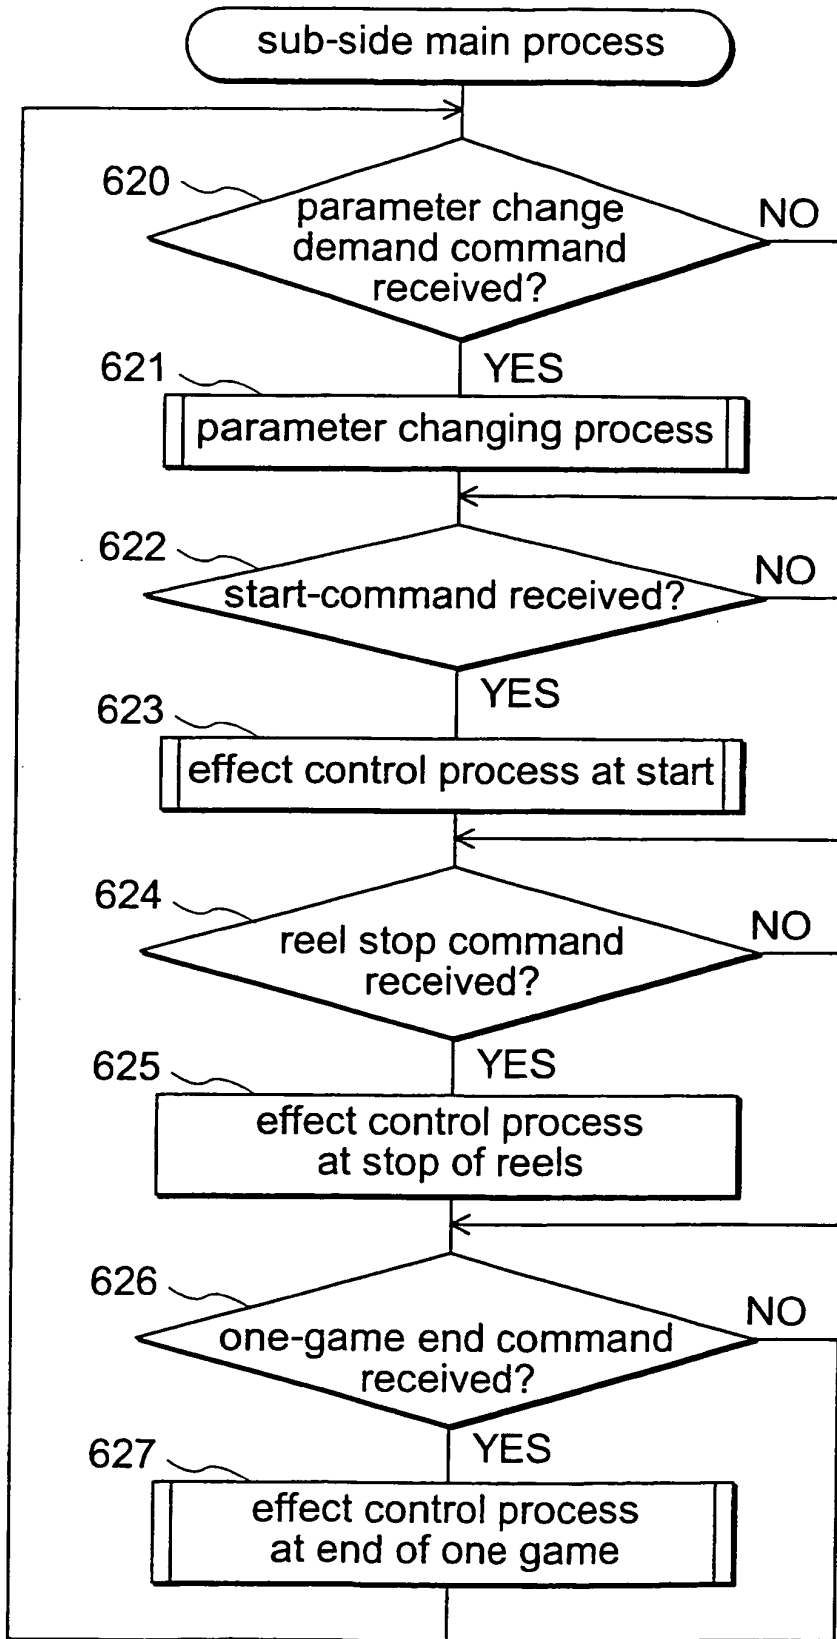 sub-side main process
620
parameter change
demand command
received?
NO
YES
621
parameter changing process
622
start-command received?
NO
YES
623
effect control process at start
624
reel stop command
received?
NO
YES
625
effect control process
at stop of reels
626
one-game end command
received?
NO
YES
627
effect control process
at end of one game